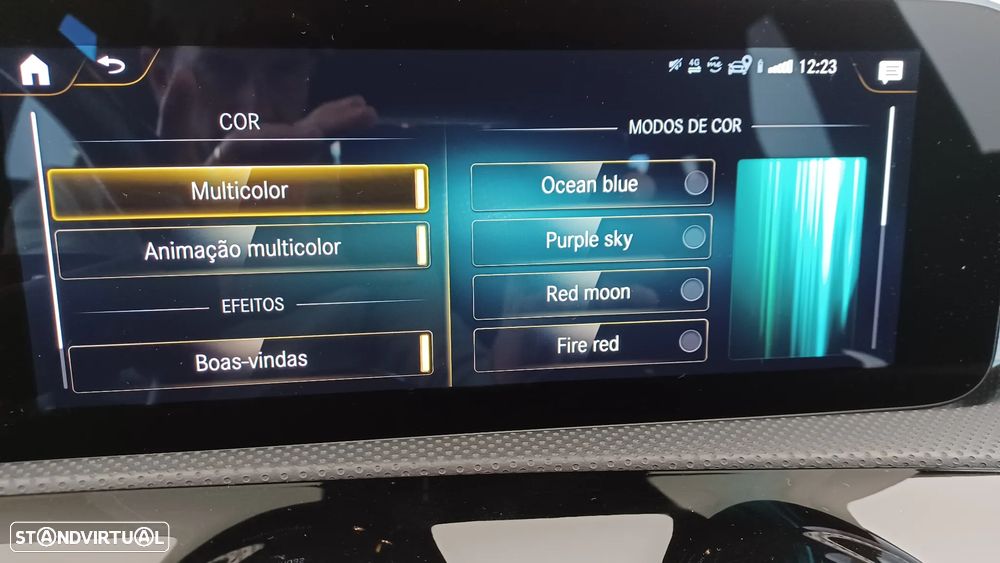 4G
12:23
COR
Multicolor
Animação multicolor
EFEITOS
Boas-vindas
MODOS DE COR
Ocean blue
Purple sky
Red moon
Fire red
STANDVIRTUAL